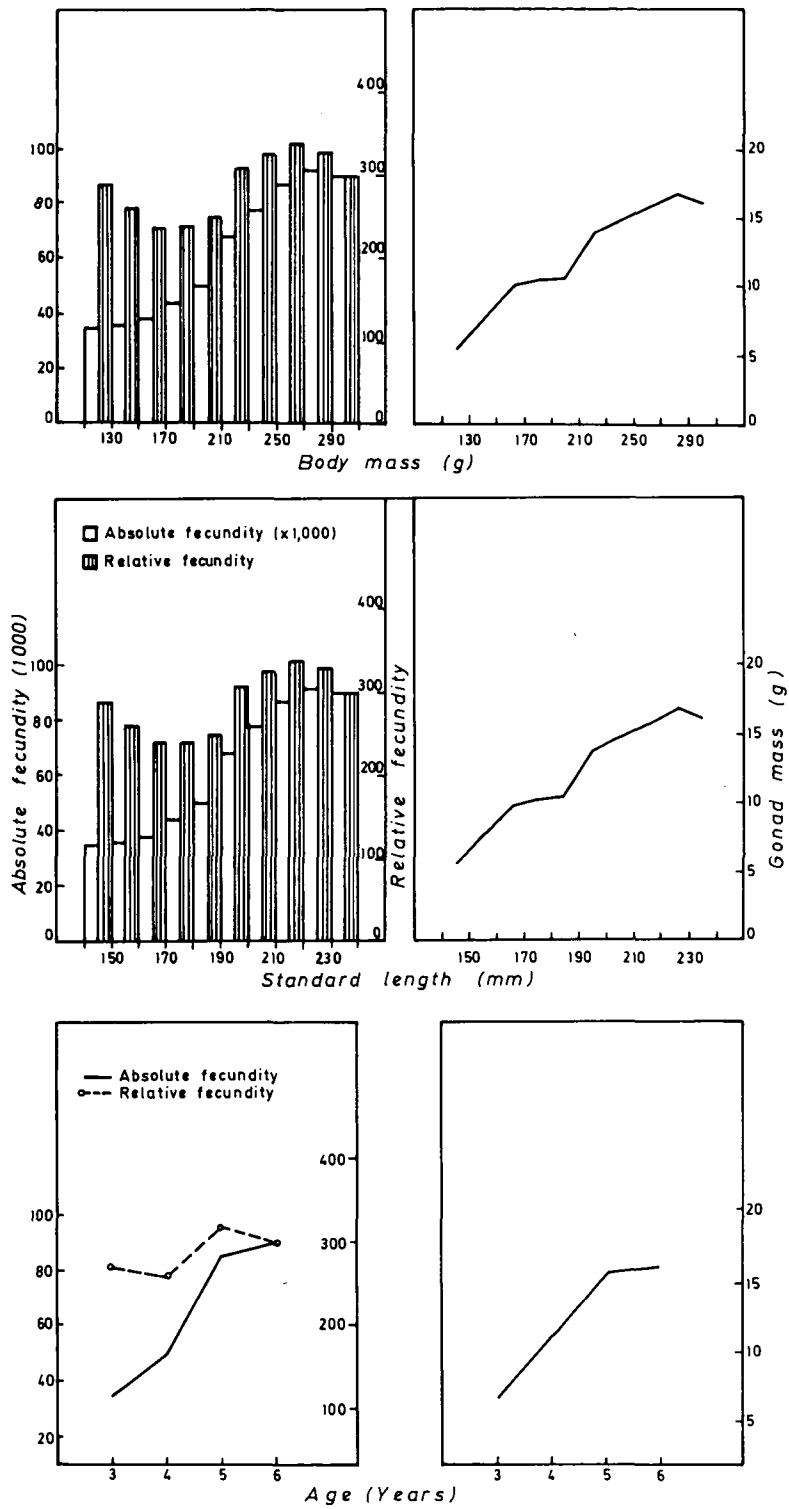 400
100
80
60
40
20
0
300
200
100
0
20
15
10
5
0
130 170 210 250 290
130 170 210 250 290
Body mass (g)
Absolute fecundity (x1,000)
Relative fecundity
Absolute fecundity (1000)
100
80
60
40
20
0
400
300
200
100
0
Relative fecundity
20
15
10
5
0
Gonad mass (g)
150 170 190 210 230
150 170 190 210 230
Standard length (mm)
Absolute fecundity
Relative fecundity
100
80
60
40
20
400
300
200
100
20
15
10
5
3 4 5 6
3 4 5 6
Age (Years)